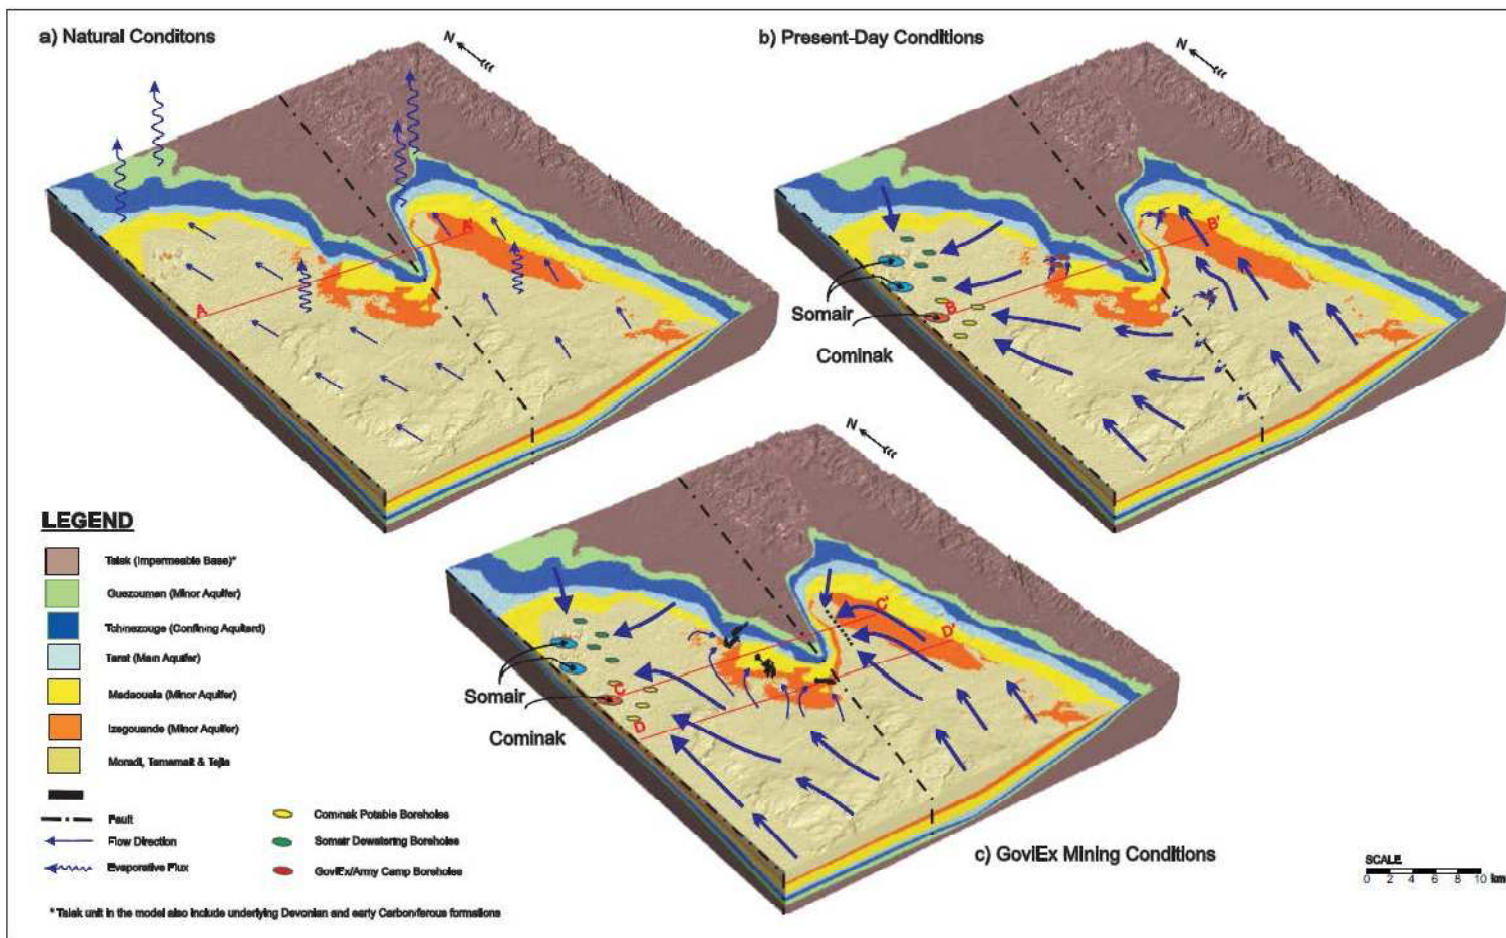 a) Natural Conditons
N
A
A'
b) Present-Day Conditions
N
B'
B
Somair
Cominak
LEGEND
Talak (Impermeable Base)*
Guezouman (Minor Aquifer)
Tchinezouge (Confining Aquitard)
Tarat (Main Aquifer)
Madaouela (Minor Aquifer)
Izegouande (Minor Aquifer)
Moradi, Tamamait & Tejia
Fault
Flow Direction
Evaporative Flux
Cominak Potable Boreholes
Somair Dewatering Boreholes
GoviEx/Army Camp Boreholes
* Talak unit in the model also include underlying Devonian and early Carboniferous formations
N
C'
D'
C
D
Somair
Cominak
c) GoviEx Mining Conditions
SCALE
0 2 4 6 8 10 km